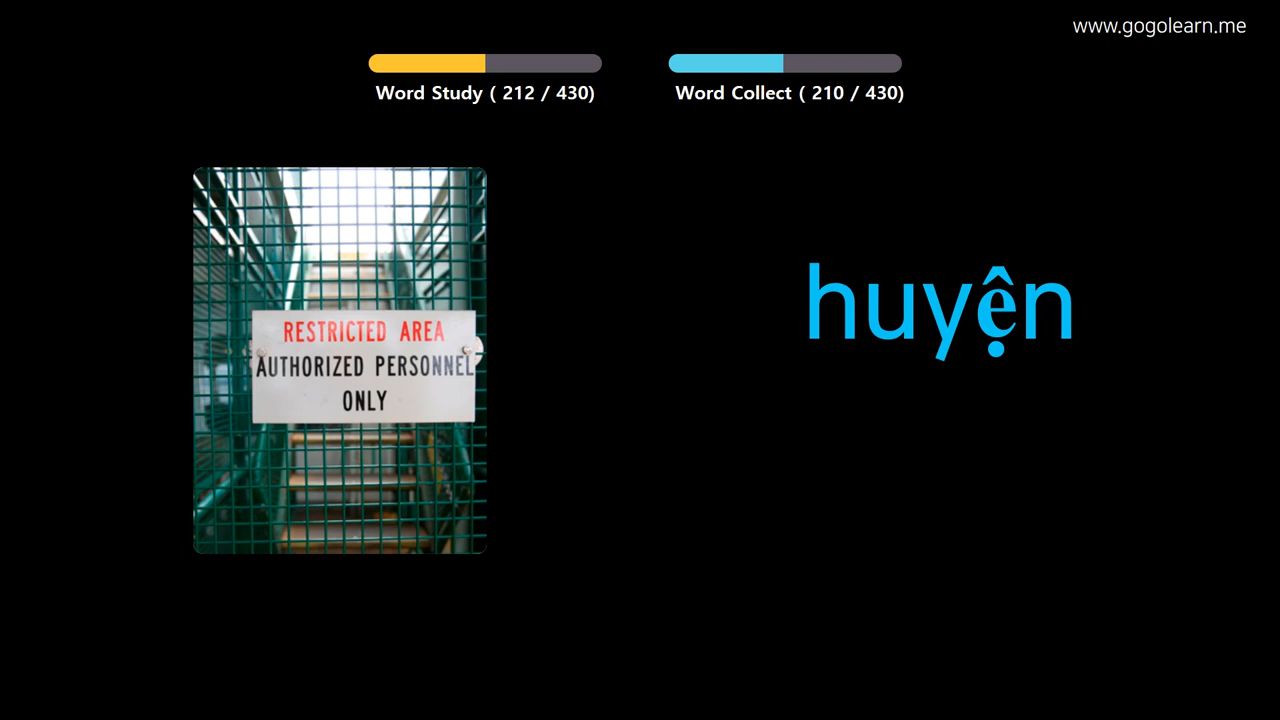 www.gogolearn.me
Word Study ( 212 / 430)
Word Collect ( 210 / 430)
RESTRICTED AREA
AUTHORIZED PERSONNEL
ONLY
huyện